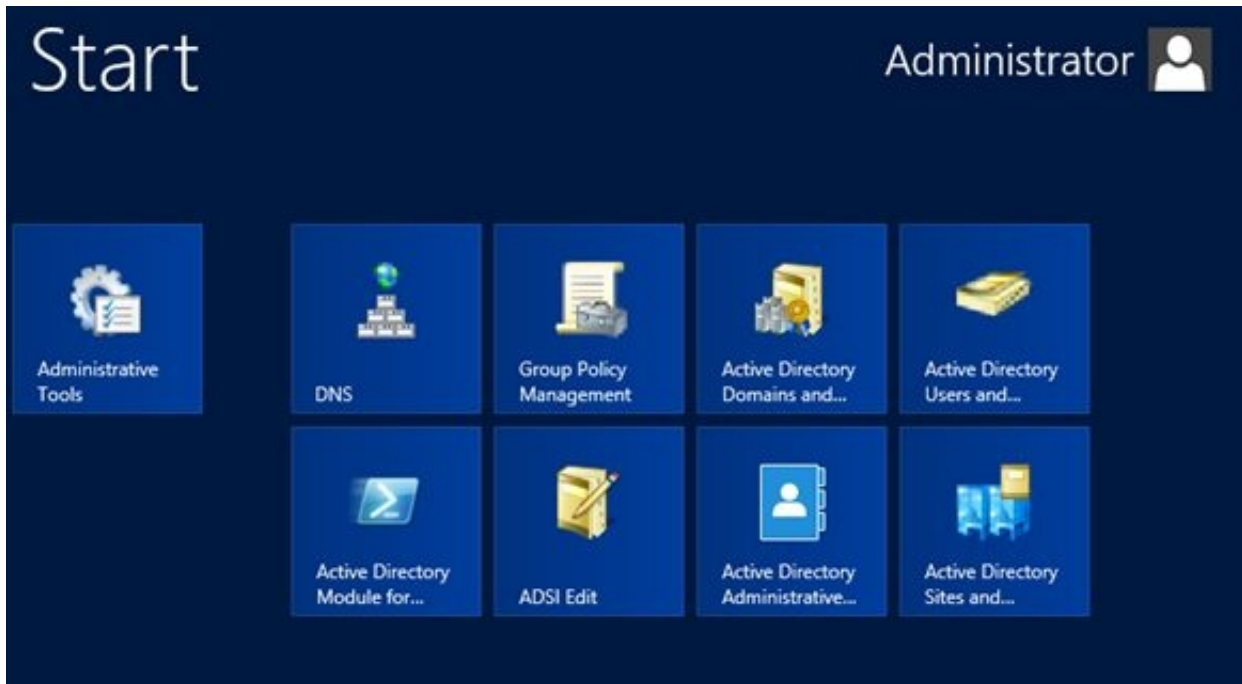 Start
Administrator
Administrative
Tools
DNS
Group Policy
Management
Active Directory
Domains and...
Active Directory
Users and...
Active Directory
Module for...
ADSI Edit
Active Directory
Administrative...
Active Directory
Sites and...